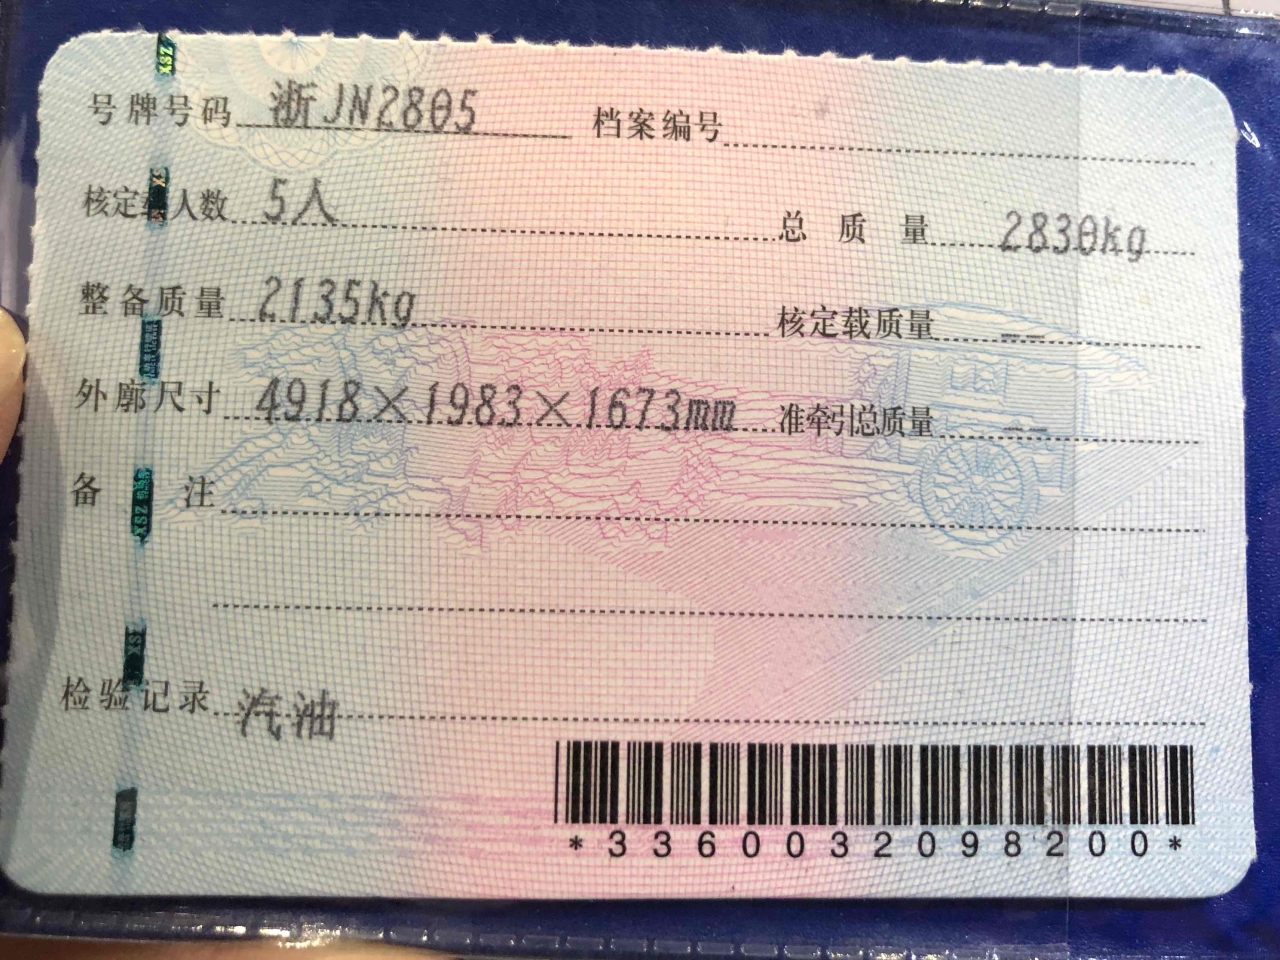 号牌号码 浙JN2805 档案编号
核定载人数 5人 总质量 2830kg
整备质量 2135kg 核定载质量 --
外廓尺寸 4918×1983×1673mm 准牵引总质量 --
备注
检验记录 汽油
*3360032098200*